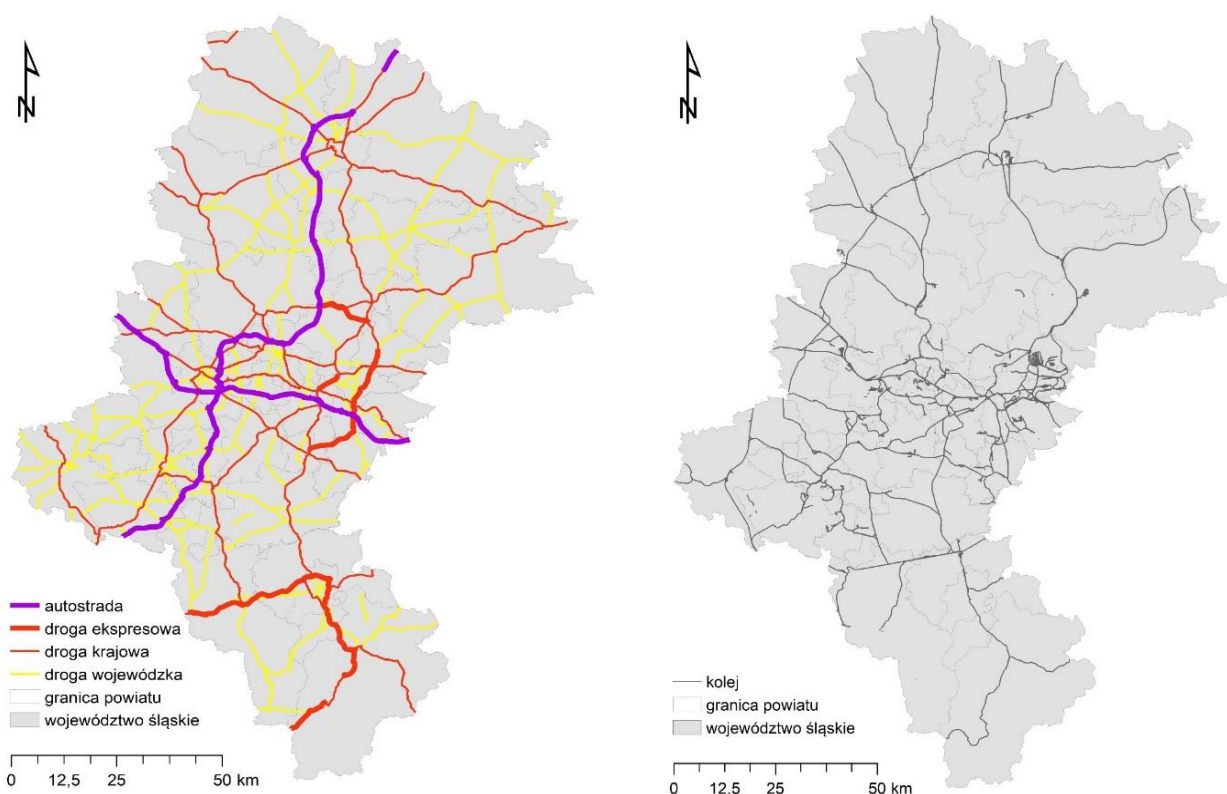 N
autostrada
droga ekspresowa
droga krajowa
droga wojewódzka
granica powiatu
województwo śląskie
0 12,5 25 50 km
N
kolej
granica powiatu
województwo śląskie
0 12.5 25 50 km